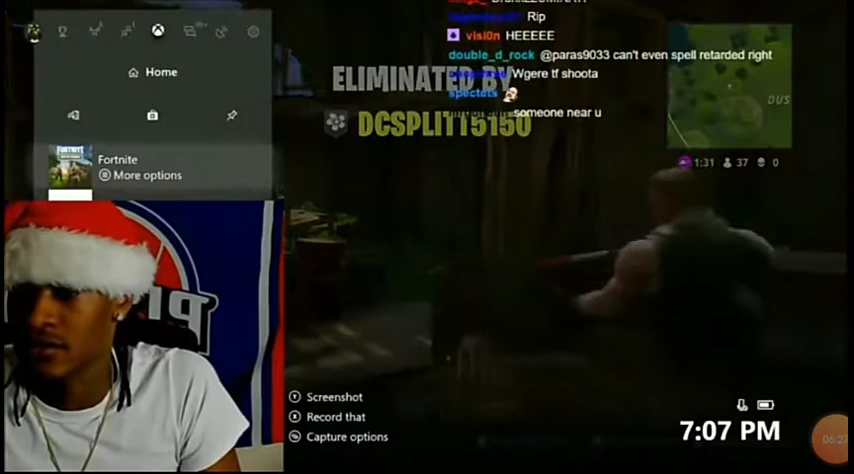 Rip
visi0n HEEEEE
double_d_rock @paras9033 can't even spell retarded right
Wgere tf shoota
spectets
someone near u
Home
ELIMINATED BY
DCSPLITT5150
DUS
1:31 37 0
Fortnite
More options
Screenshot
Record that
Capture options
7:07 PM